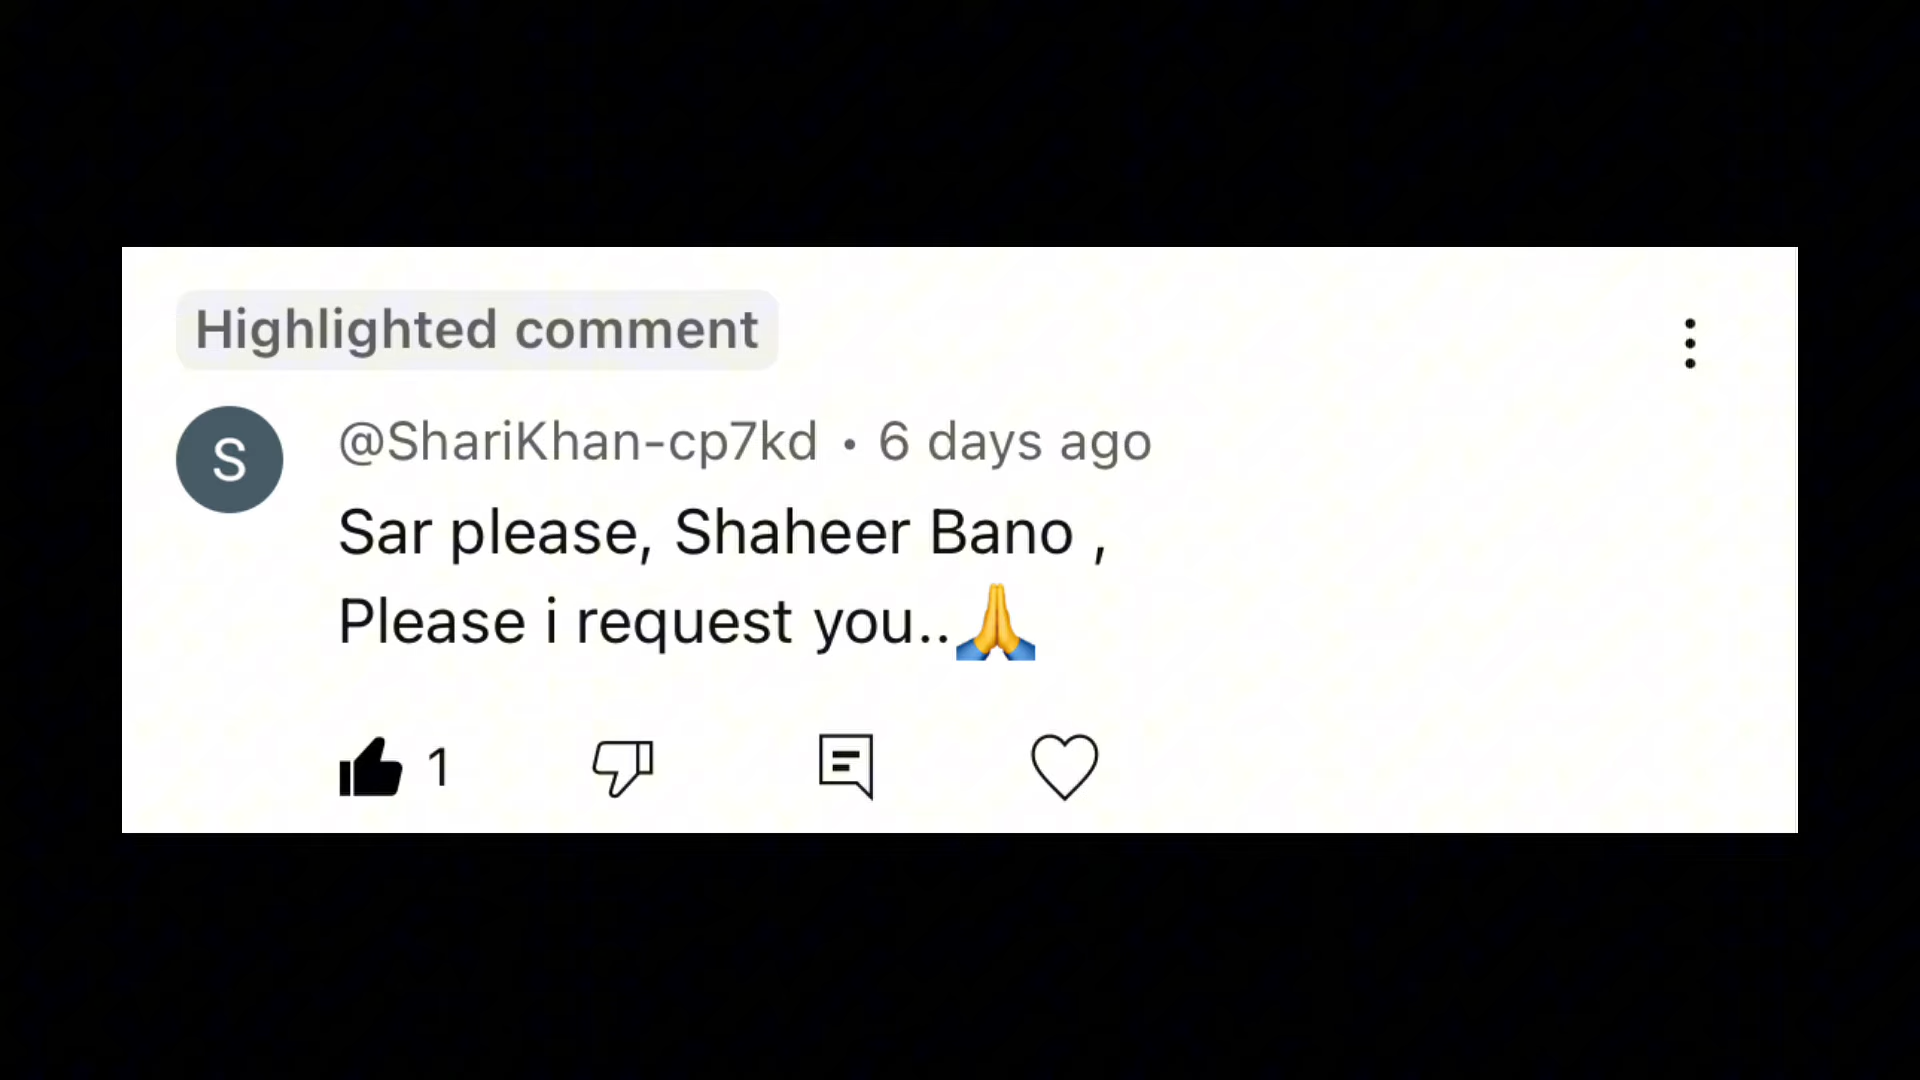 Highlighted comment
S
@ShariKhan-cp7kd • 6 days ago
Sar please, Shaheer Bano ,
Please i request you..🙏
1